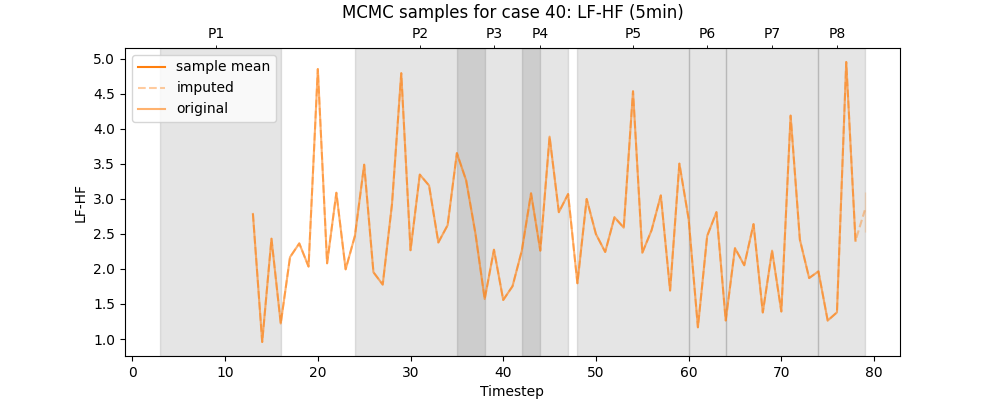 MCMC samples for case 40: LF-HF (5min)
P1 P2 P3 P4 P5 P6 P7 P8
sample mean
imputed
original
5.0
4.5
4.0
3.5
3.0
2.5
2.0
1.5
1.0
LF-HF
0 10 20 30 40 50 60 70 80
Timestep